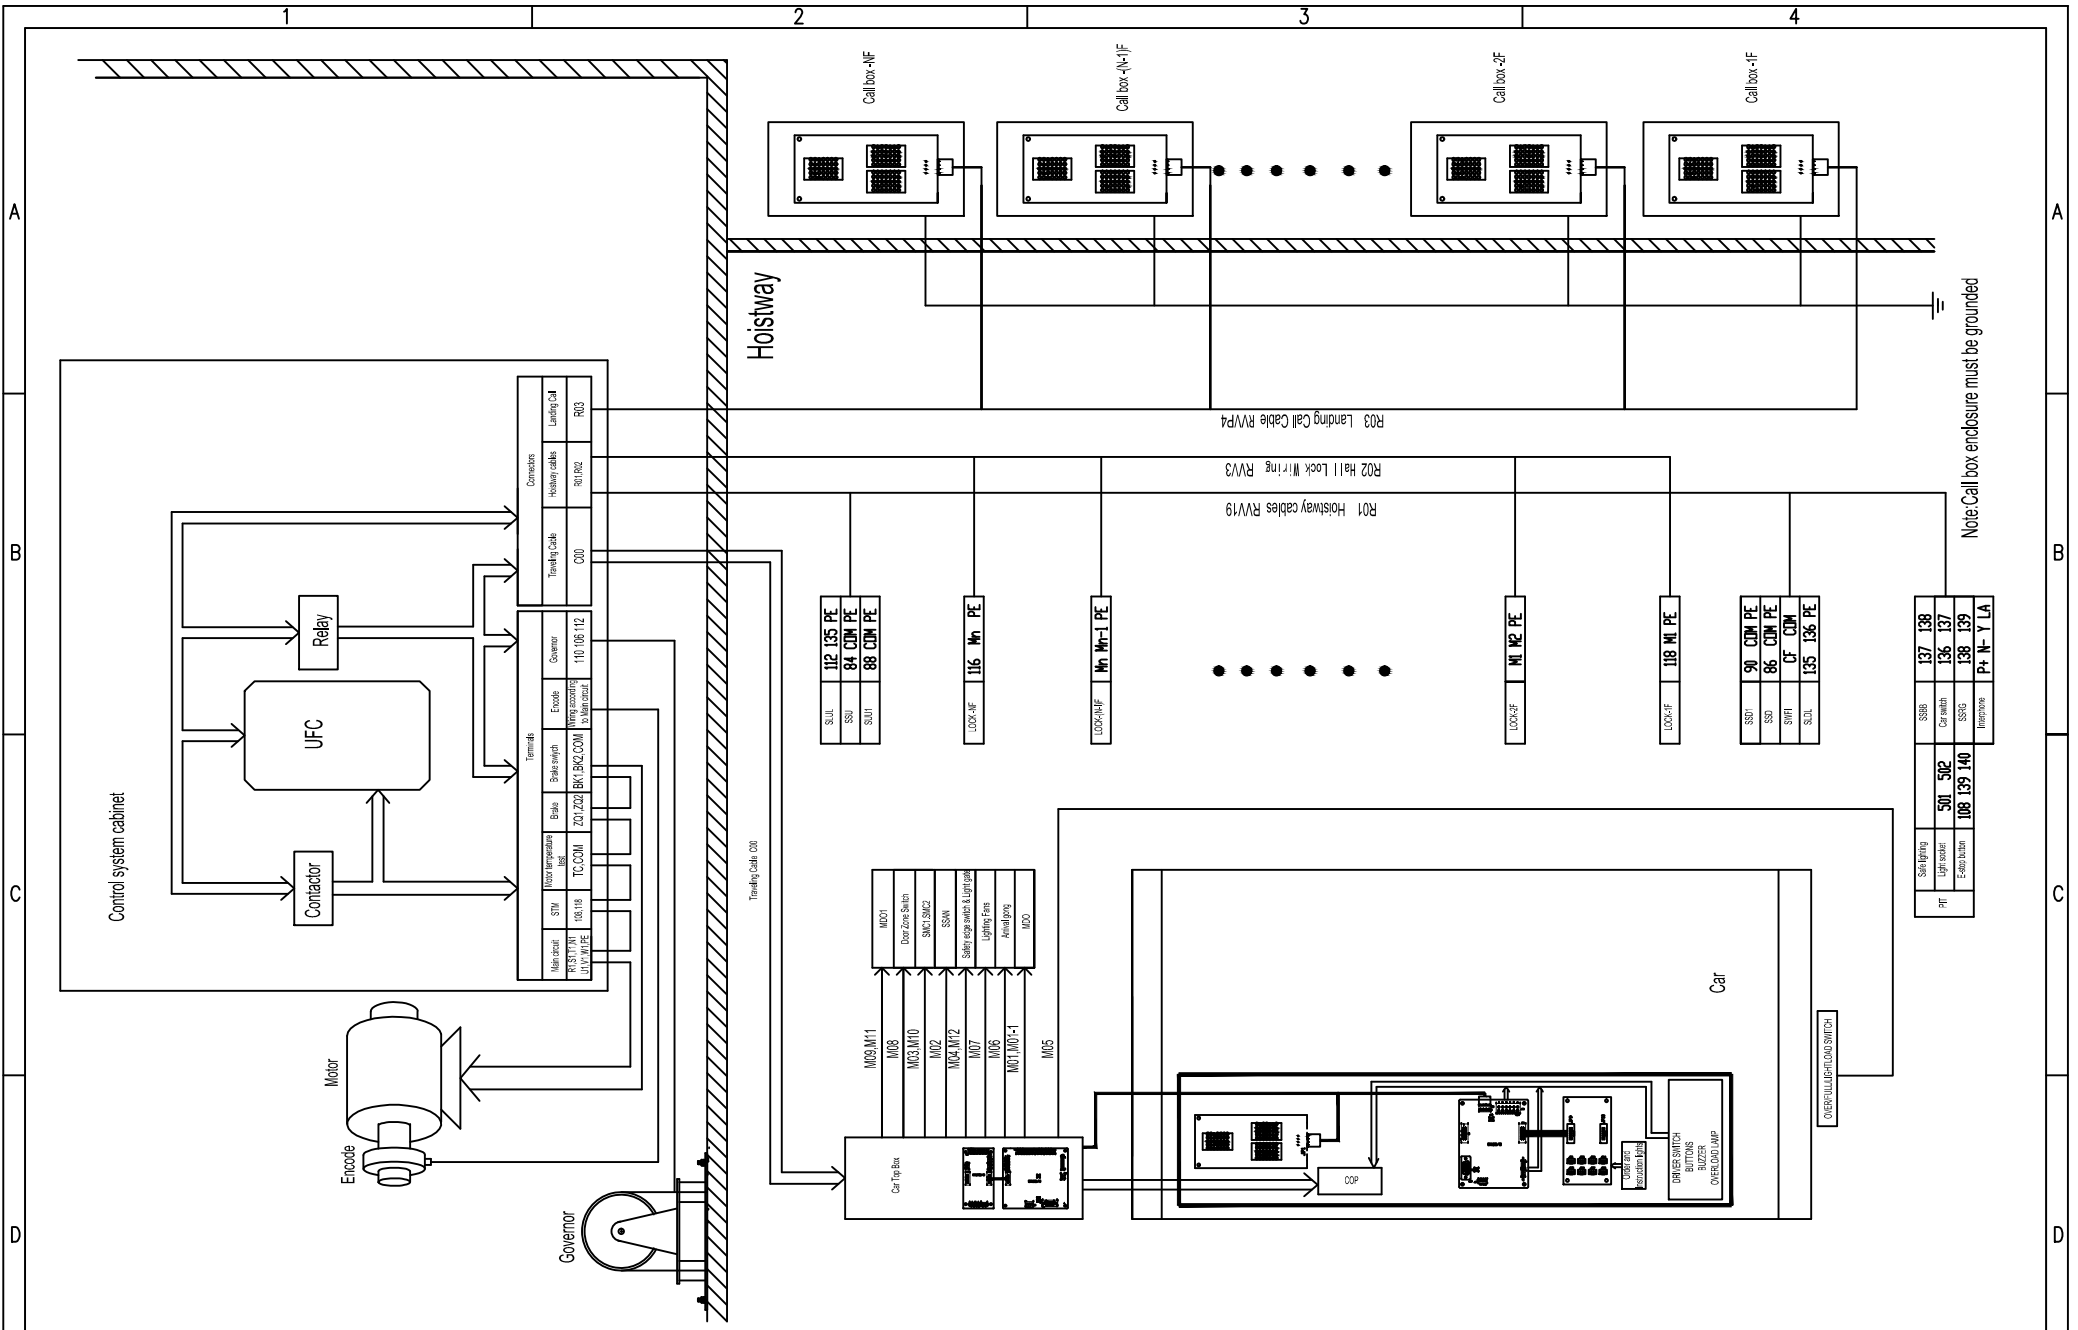 1
2
3
4
A
B
C
D
A
B
C
D
Control system cabinet
UFC
Relay
Contactor
Motor
Encode
Governor
Connectors
Landing Call
R03
Hoistway cables
R01,R02
Traveling Cable
C00
Terminals
Governor
110 106 112
Encode
Wiring according
to Main circuit
Brake swiych
BK1,BK2,COM
Brake
ZQ1,ZQ2
Motor temperature
test
TC,COM
STM
108,118
Main circuit
R1,S1,T1,N1
U1,V1,W1,PE
Hoistway
Call box -NF
Call box -(N-1)F
Call box -2F
Call box -1F
Note:Call box enclosure must be grounded
R03 Landing Call Cable RVVP4
R02 Hall Lock Wiring RVV3
R01 Hoistway cables RVV19
Traveling Cable C00
SLUL 112 135 PE
SSU 84 COM PE
SUU1 88 COM PE
LOCK-NF 116 Mn PE
LOCK-(N-1)F Mn Mn-1 PE
LOCK-2F M1 M2 PE
LOCK-1F 118 M1 PE
SSD1 90 COM PE
SSD 86 COM PE
SWFI CF COM
SLDL 135 136 PE
PIT
Safe lighting SSBB 137 138
Light socket 501 502 Car switch 136 137
E-stop button 108 139 140 SSRG 138 139
Interphone P+ N- Y LA
MDO1
Door Zone Switch
SMC1.SMC2
SSAN
Safety edge switch & Light gate
Lighting Fans
Arrival gong
MDO
M09,M11
M08
M03,M10
M02
M04,M12
M07
M06
M01,M01-1
M05
Car Top Box
Car
COP
Order and
instruction lights
DRIVER SWITCH
BUTTONS
BUZZER
OVERLOAD LAMP
OVER/FULL/LIGHTLOAD SWITCH